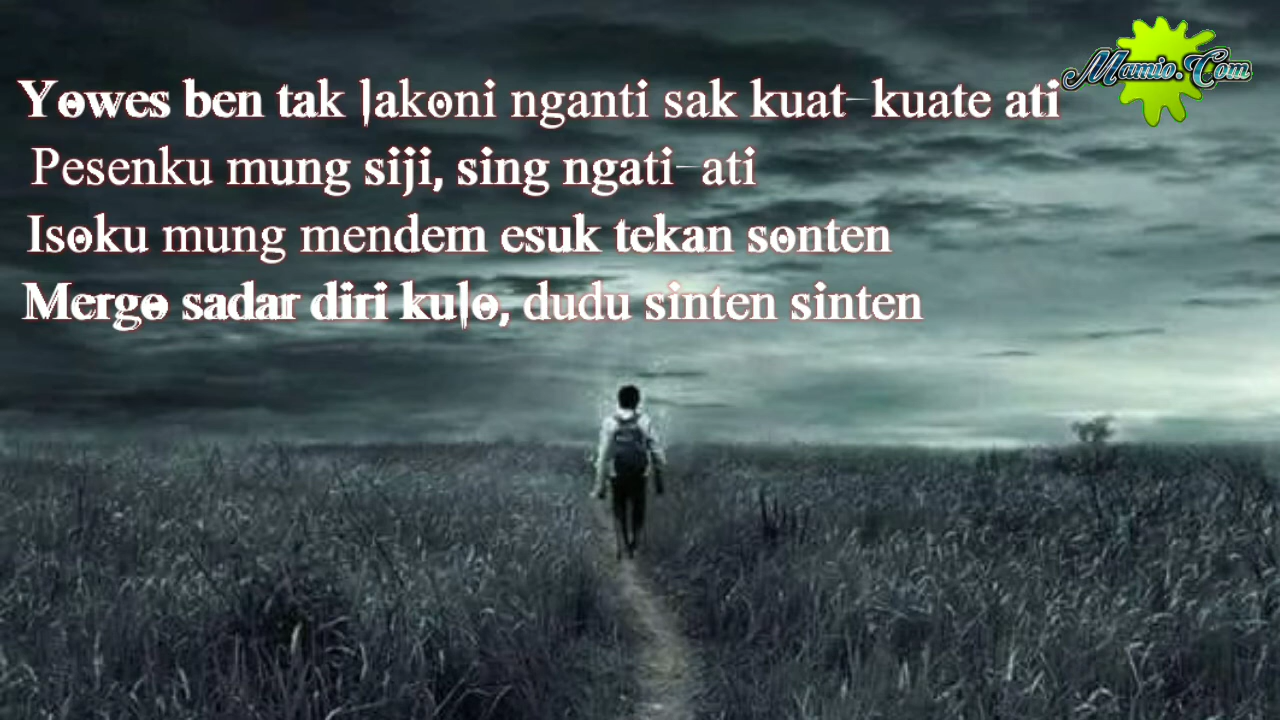 Mamio.Com
Yowes ben tak lakoni nganti sak kuat-kuate ati
Pesenku mung siji, sing ngati-ati
Isoku mung mendem esuk tekan sonten
Mergo sadar diri kulo, dudu sinten sinten